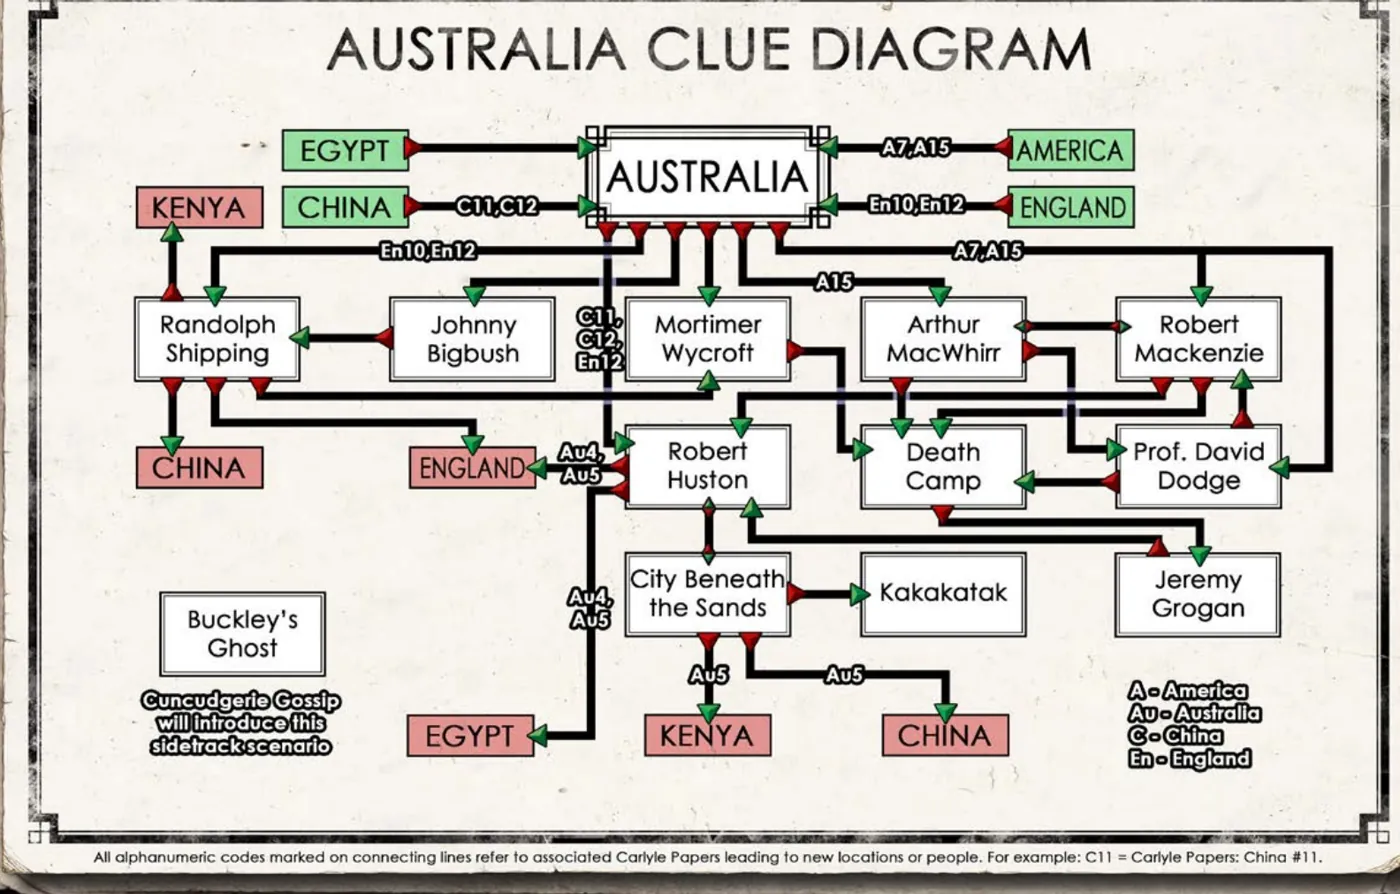 AUSTRALIA CLUE DIAGRAM
EGYPT
AUSTRALIA
A7,A15
AMERICA
KENYA
CHINA
C11,C12
En10,En12
ENGLAND
En10,En12
A7,A15
A15
Randolph
Shipping
Johnny
Bigbush
C11,
C12,
En12
Mortimer
Wycroft
Arthur
MacWhirr
Robert
Mackenzie
CHINA
ENGLAND
Au4,
Au5
Robert
Huston
Death
Camp
Prof. David
Dodge
City Beneath
the Sands
Kakakatak
Jeremy
Grogan
Buckley's
Ghost
Au4,
Au5
Cuncudgerie Gossip
will introduce this
sidetrack scenario
Au5
Au5
A - America
Au - Australia
C - China
En - England
EGYPT
KENYA
CHINA
All alphanumeric codes marked on connecting lines refer to associated Carlyle Papers leading to new locations or people. For example: C11 = Carlyle Papers: China #11.